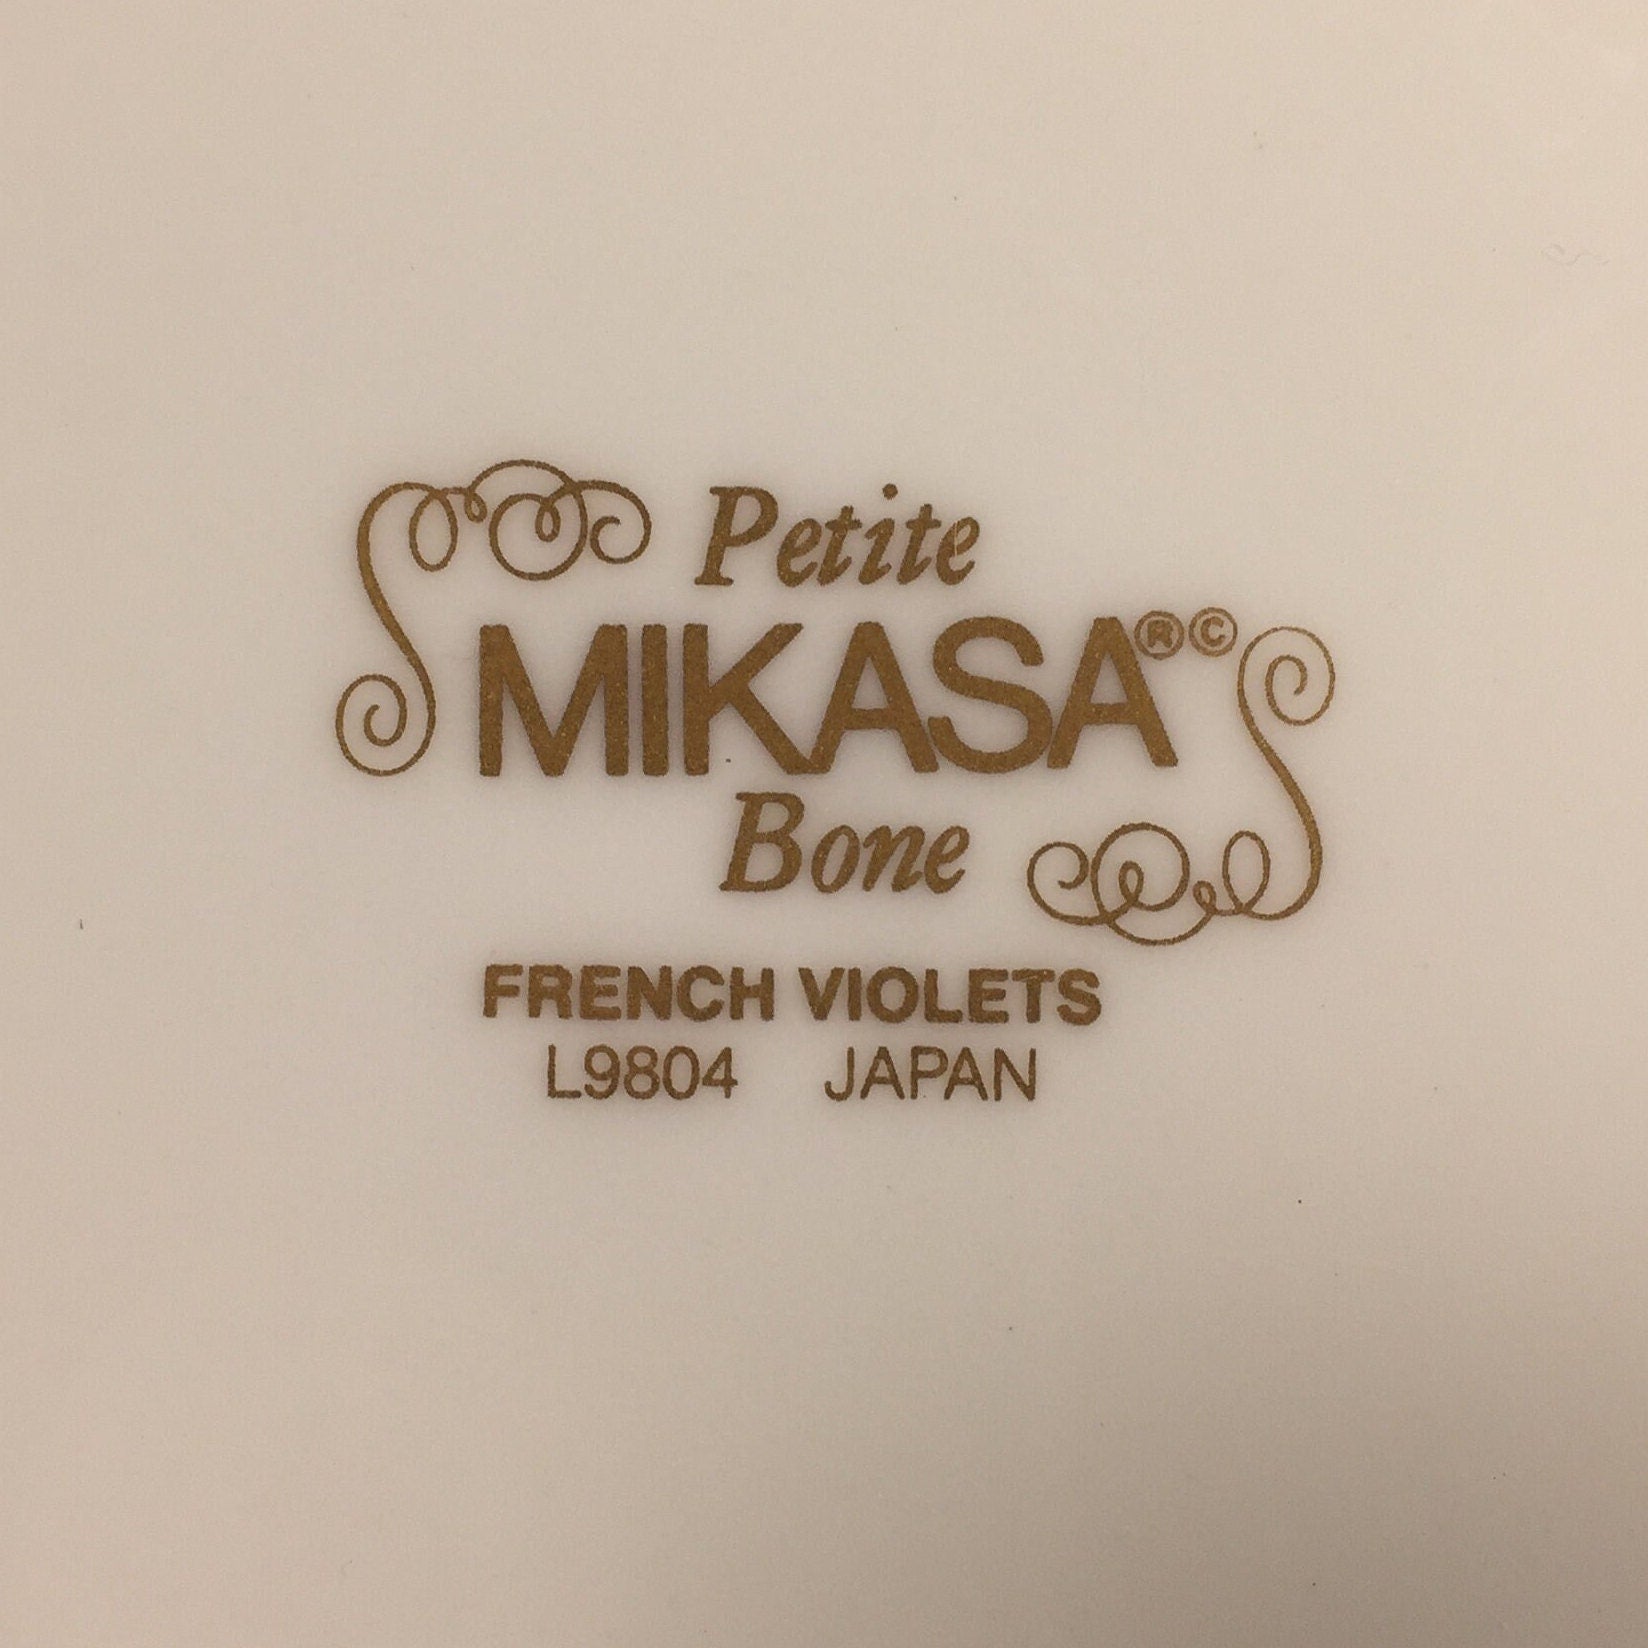 Petite
MIKASA®©
Bone
FRENCH VIOLETS
L9804 JAPAN